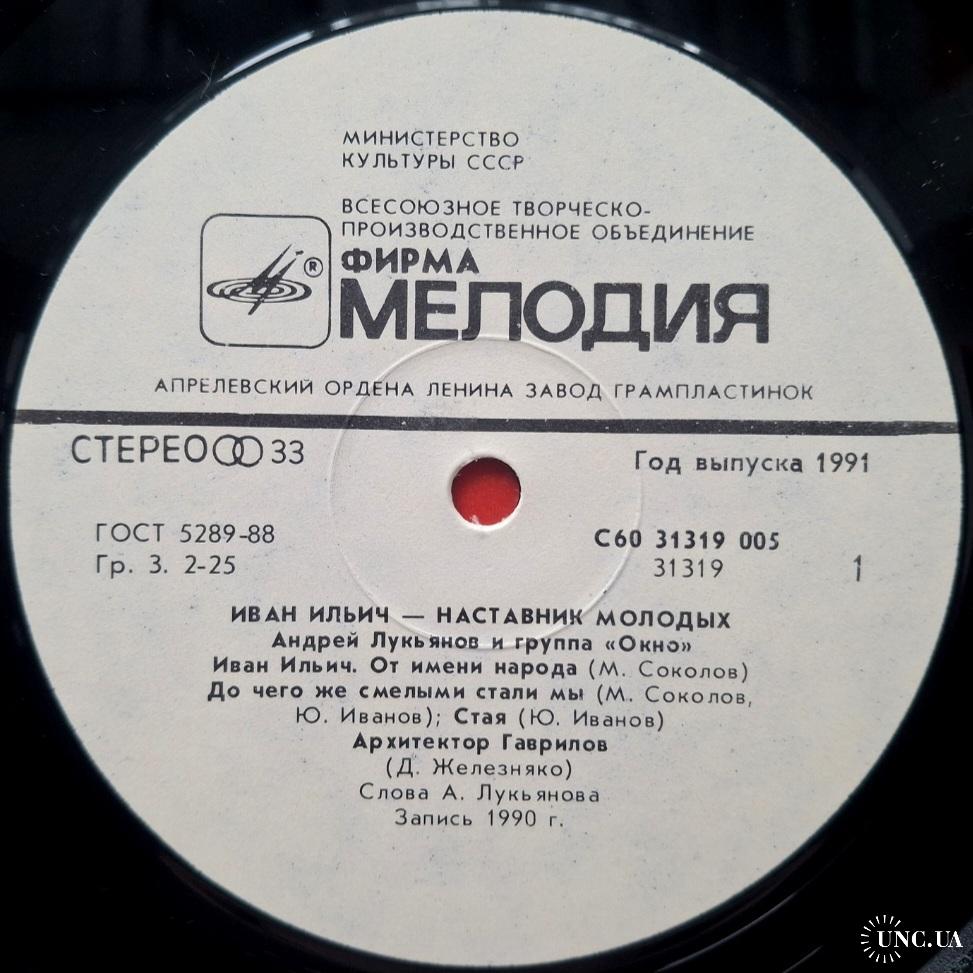 МИНИСТЕРСТВО
КУЛЬТУРЫ СССР
ВСЕСОЮЗНОЕ ТВОРЧЕСКО-
ПРОИЗВОДСТВЕННОЕ ОБЪЕДИНЕНИЕ
®
ФИРМА
МЕЛОДИЯ
АПРЕЛЕВСКИЙ ОРДЕНА ЛЕНИНА ЗАВОД ГРАМПЛАСТИНОК
СТЕРЕО 33
Год выпуска 1991
ГОСТ 5289-88
Гр. 3. 2-25
С60 31319 005
31319
1
ИВАН ИЛЬИЧ — НАСТАВНИК МОЛОДЫХ
Андрей Лукьянов и группа «Окно»
Иван Ильич. От имени народа (М. Соколов)
До чего же смелыми стали мы (М. Соколов,
Ю. Иванов); Стая (Ю. Иванов)
Архитектор Гаврилов
(Д. Железняко)
Слова А. Лукьянова
Запись 1990 г.
UNC.UA